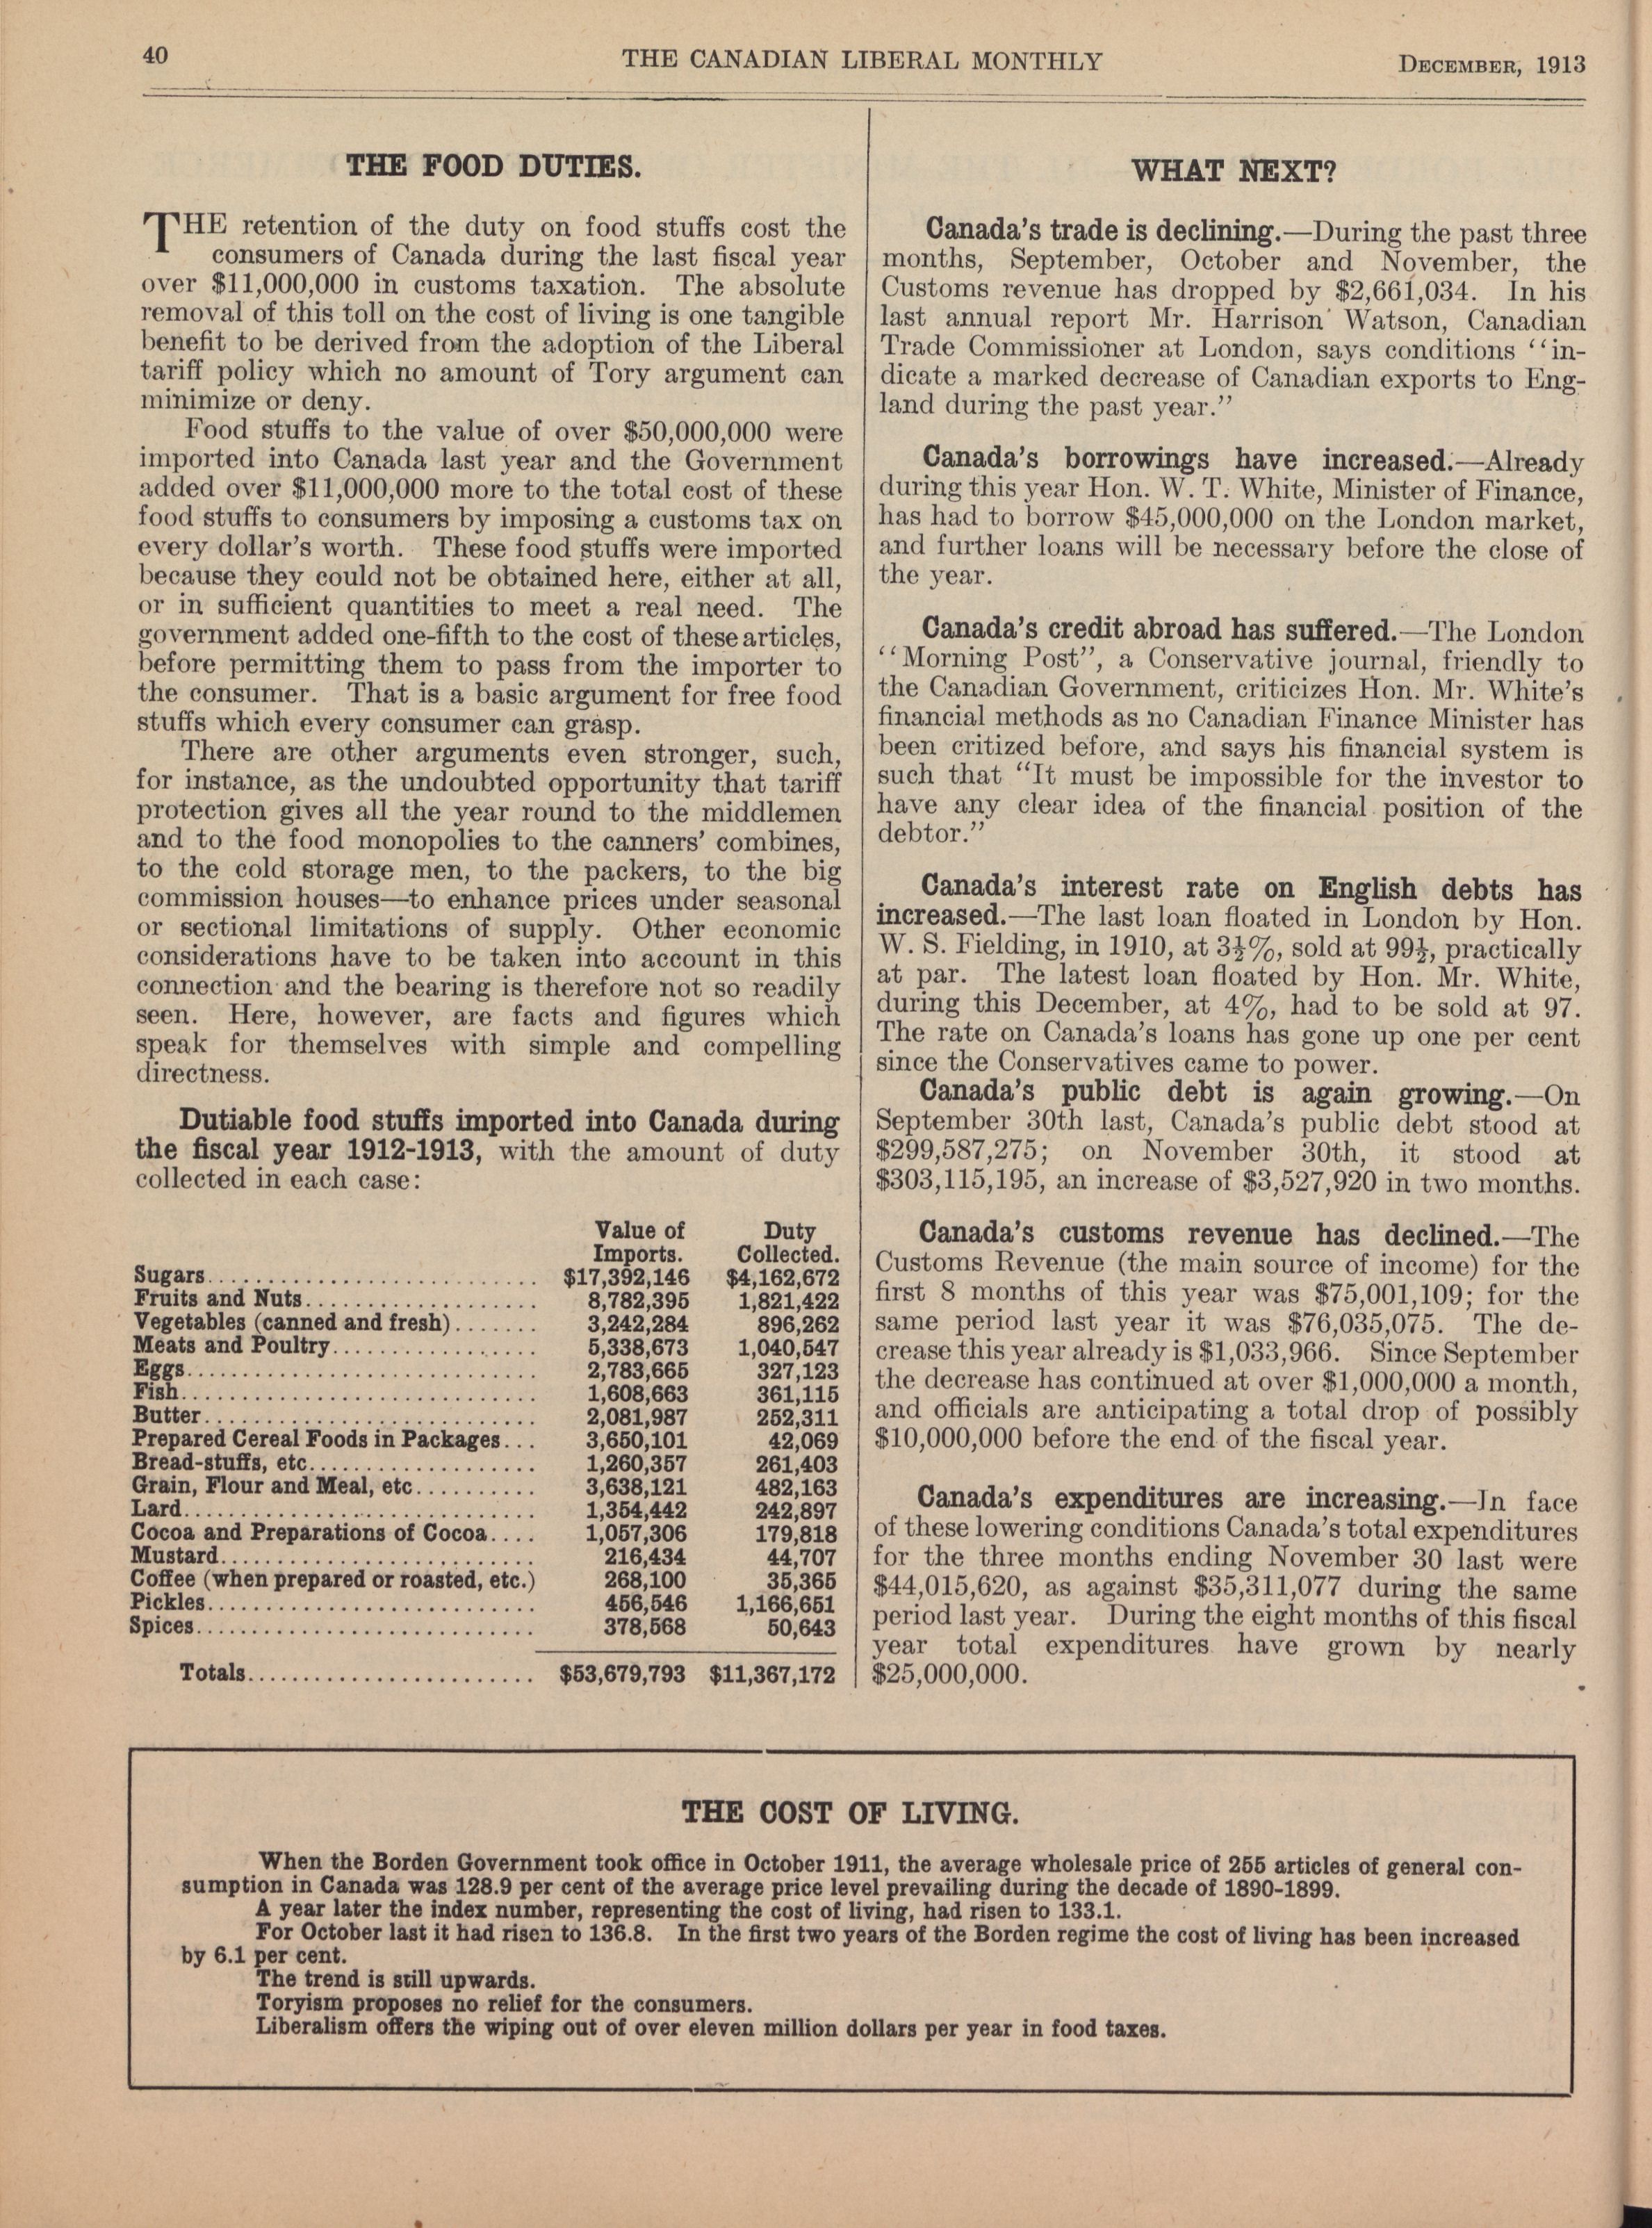 40
THE CANADIAN LIBERAL MONTHLY
DECEMBER, 1913
THE FOOD DUTIES.
THE retention of the duty on food stuffs cost the
consumers of Canada during the last fiscal year
over $11,000,000 in customs taxation. The absolute
removal of this toll on the cost of living is one tangible
benefit to be derived from the adoption of the Liberal
tariff policy which no amount of Tory argument can
minimize or deny.
Food stuffs to the value of over $50,000,000 were
imported into Canada last year and the Government
added over $11,000,000 more to the total cost of these
food stuffs to consumers by imposing a customs tax on
every dollar's worth. These food stuffs were imported
because they could not be obtained here, either at all,
or in sufficient quantities to meet a real need. The
government added one-fifth to the cost of these articles,
before permitting them to pass from the importer to
the consumer. That is a basic argument for free food
stuffs which every consumer can grasp.
There are other arguments even stronger, such,
for instance, as the undoubted opportunity that tariff
protection gives all the year round to the middlemen
and to the food monopolies to the canners' combines,
to the cold storage men, to the packers, to the big
commission houses—to enhance prices under seasonal
or sectional limitations of supply. Other economic
considerations have to be taken into account in this
connection and the bearing is therefore not so readily
seen. Here, however, are facts and figures which
speak for themselves with simple and compelling
directness.
Dutiable food stuffs imported into Canada during
the fiscal year 1912-1913, with the amount of duty
collected in each case:
Value of Duty
Imports. Collected.
Sugars........................... $17,392,146 $4,162,672
Fruits and Nuts................... 8,782,395 1,821,422
Vegetables (canned and fresh)....... 3,242,284 896,262
Meats and Poultry................. 5,338,673 1,040,547
Eggs............................. 2,783,665 327,123
Fish............................. 1,608,663 361,115
Butter........................... 2,081,987 252,311
Prepared Cereal Foods in Packages... 3,650,101 42,069
Bread-stuffs, etc................... 1,260,357 261,403
Grain, Flour and Meal, etc.......... 3,638,121 482,163
Lard............................. 1,354,442 242,897
Cocoa and Preparations of Cocoa.... 1,057,306 179,818
Mustard.......................... 216,434 44,707
Coffee (when prepared or roasted, etc.) 268,100 35,365
Pickles........................... 456,546 1,166,651
Spices............................ 378,568 50,643
Totals........................ $53,679,793 $11,367,172
WHAT NEXT?
Canada's trade is declining.—During the past three
months, September, October and November, the
Customs revenue has dropped by $2,661,034. In his
last annual report Mr. Harrison Watson, Canadian
Trade Commissioner at London, says conditions "in-
dicate a marked decrease of Canadian exports to Eng-
land during the past year."
Canada's borrowings have increased.—Already
during this year Hon. W. T. White, Minister of Finance,
has had to borrow $45,000,000 on the London market,
and further loans will be necessary before the close of
the year.
Canada's credit abroad has suffered.—The London
"Morning Post", a Conservative journal, friendly to
the Canadian Government, criticizes Hon. Mr. White's
financial methods as no Canadian Finance Minister has
been critized before, and says his financial system is
such that "It must be impossible for the investor to
have any clear idea of the financial position of the
debtor."
Canada's interest rate on English debts has
increased.—The last loan floated in London by Hon.
W. S. Fielding, in 1910, at 3½%, sold at 99½, practically
at par. The latest loan floated by Hon. Mr. White,
during this December, at 4%, had to be sold at 97.
The rate on Canada's loans has gone up one per cent
since the Conservatives came to power.
Canada's public debt is again growing.—On
September 30th last, Canada's public debt stood at
$299,587,275; on November 30th, it stood at
$303,115,195, an increase of $3,527,920 in two months.
Canada's customs revenue has declined.—The
Customs Revenue (the main source of income) for the
first 8 months of this year was $75,001,109; for the
same period last year it was $76,035,075. The de-
crease this year already is $1,033,966. Since September
the decrease has continued at over $1,000,000 a month,
and officials are anticipating a total drop of possibly
$10,000,000 before the end of the fiscal year.
Canada's expenditures are increasing.—In face
of these lowering conditions Canada's total expenditures
for the three months ending November 30 last were
$44,015,620, as against $35,311,077 during the same
period last year. During the eight months of this fiscal
year total expenditures have grown by nearly
$25,000,000.
THE COST OF LIVING.
When the Borden Government took office in October 1911, the average wholesale price of 255 articles of general con-
sumption in Canada was 128.9 per cent of the average price level prevailing during the decade of 1890-1899.
A year later the index number, representing the cost of living, had risen to 133.1.
For October last it had risen to 136.8. In the first two years of the Borden regime the cost of living has been increased
by 6.1 per cent.
The trend is still upwards.
Toryism proposes no relief for the consumers.
Liberalism offers the wiping out of over eleven million dollars per year in food taxes.